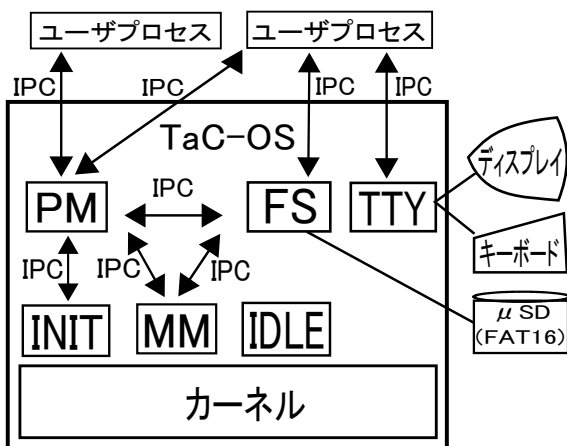 ユーザプロセス
ユーザプロセス
IPC
IPC
IPC
IPC
TaC-OS
ディスプレイ
IPC
PM
FS
TTY
キーボード
IPC
IPC
IPC
μSD
(FAT16)
INIT
MM
IDLE
カーネル